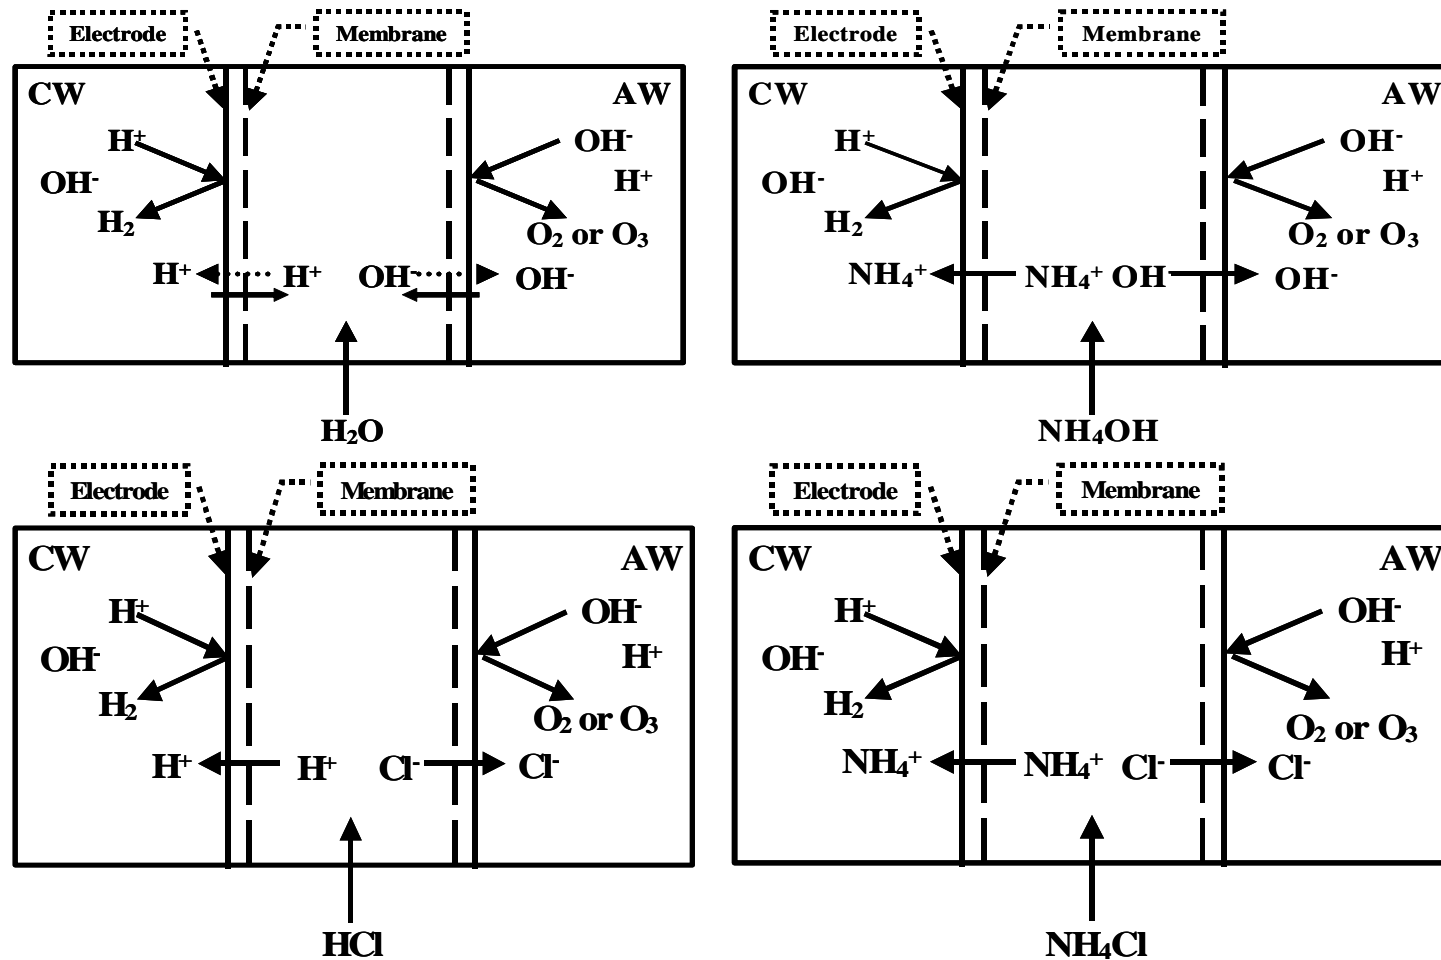 Electrode Membrane
CW AW
H⁺ OH⁻
OH⁻ H⁺
H₂ O₂ or O₃
H⁺ H⁺ OH⁻ OH⁻
H₂O
Electrode Membrane
CW AW
H⁺ OH⁻
OH⁻ H⁺
H₂ O₂ or O₃
NH₄⁺ NH₄⁺ OH⁻ OH⁻
NH₄OH
Electrode Membrane
CW AW
H⁺ OH⁻
OH⁻ H⁺
H₂ O₂ or O₃
H⁺ H⁺ Cl⁻ Cl⁻
HCl
Electrode Membrane
CW AW
H⁺ OH⁻
OH⁻ H⁺
H₂ O₂ or O₃
NH₄⁺ NH₄⁺ Cl⁻ Cl⁻
NH₄Cl